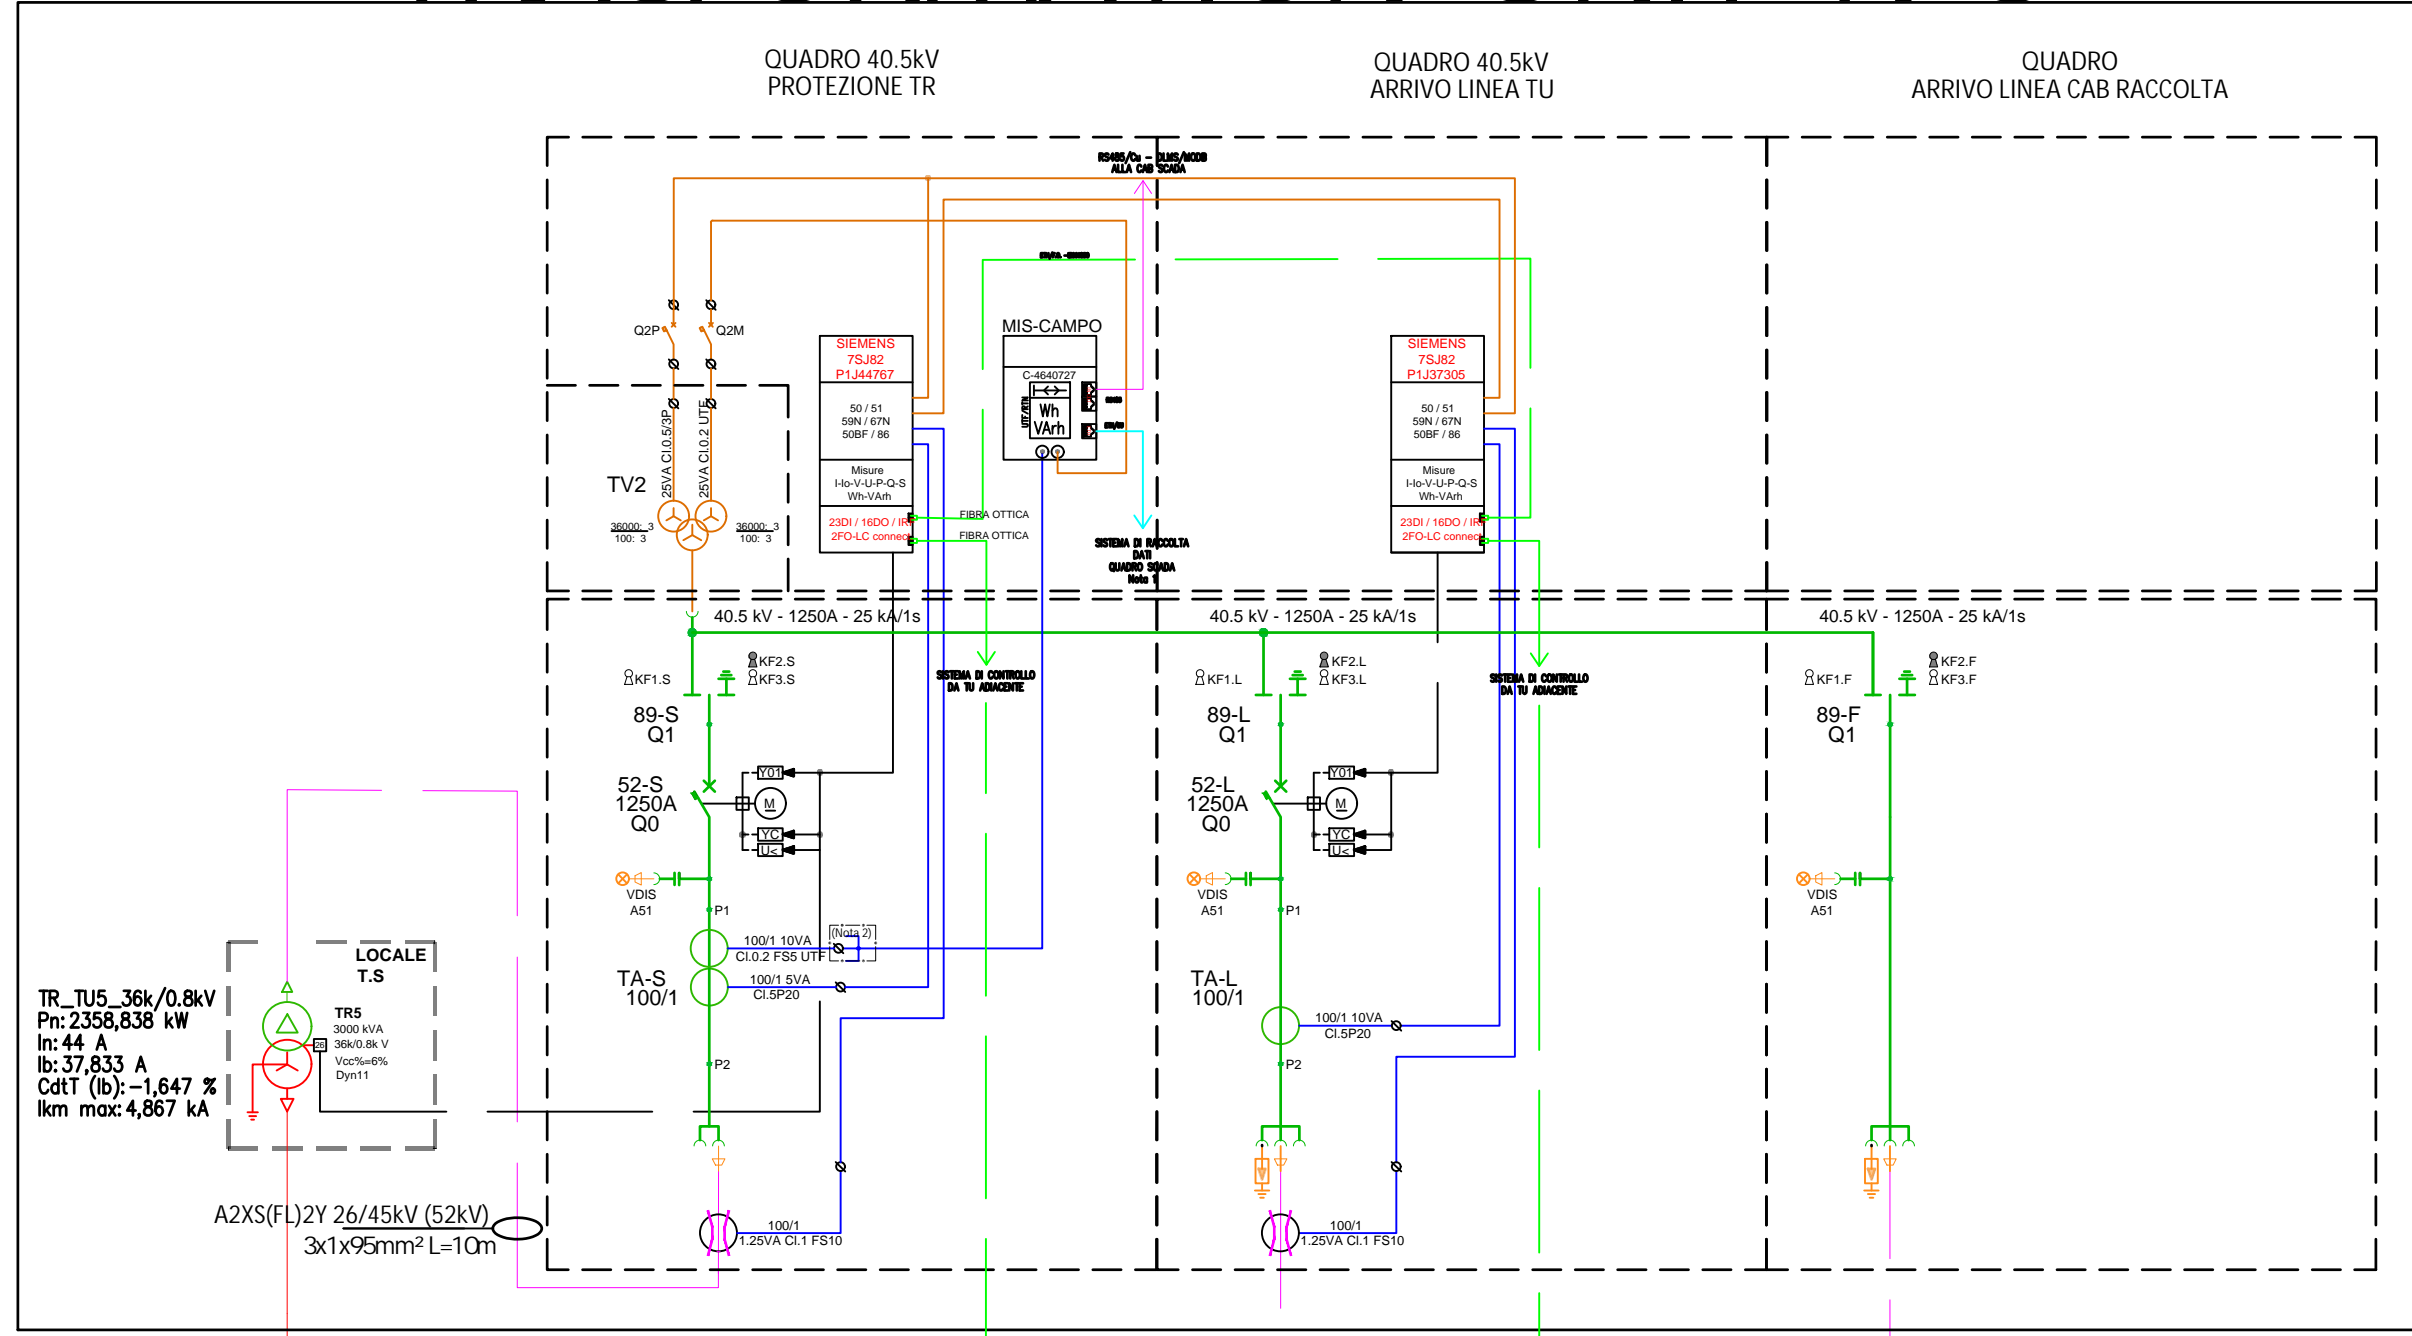 QUADRO 40.5kV
PROTEZIONE TR
QUADRO 40.5kV
ARRIVO LINEA TU
QUADRO
ARRIVO LINEA CAB RACCOLTA
RS485/Cu - DLMS/MODB
ALLA CAB SCADA
Q2P
Q2M
25VA Cl.0.5/3P
25VA Cl.0.2 UTF
TV2
36000: 3
100: 3
36000: 3
100: 3
SIEMENS
7SJ82
P1J44767
50 / 51
59N / 67N
50BF / 86
Misure
I-Io-V-U-P-Q-S
Wh-VArh
23DI / 16DO / IR
2FO-LC connect
FIBRA OTTICA
FIBRA OTTICA
MIS-CAMPO
C-4640727
UTF/RTN
Wh
VArh
SISTEMA DI RACCOLTA
DATI
QUADRO SCADA
Nota 1
SIEMENS
7SJ82
P1J37305
50 / 51
59N / 67N
50BF / 86
Misure
I-Io-V-U-P-Q-S
Wh-VArh
23DI / 16DO / IR
2FO-LC connect
40.5 kV - 1250A - 25 kA/1s
40.5 kV - 1250A - 25 kA/1s
40.5 kV - 1250A - 25 kA/1s
KF1.S
KF2.S
KF3.S
SISTEMA DI CONTROLLO
DA TU ADIACENTE
KF1.L
KF2.L
KF3.L
SISTEMA DI CONTROLLO
DA TU ADIACENTE
KF1.F
KF2.F
KF3.F
89-S
Q1
89-L
Q1
89-F
Q1
52-S
1250A
Q0
Y01
M
YC
U<
52-L
1250A
Q0
Y01
M
YC
U<
VDIS
A51
VDIS
A51
VDIS
A51
P1
P1
100/1 10VA
Cl.0.2 FS5 UTF
(Nota 2)
TA-S
100/1
100/1 5VA
Cl.5P20
TA-L
100/1
100/1 10VA
Cl.5P20
P2
P2
LOCALE
T.S
TR_TU5_36k/0.8kV
Pn: 2358,838 kW
In: 44 A
Ib: 37,833 A
CdtT (Ib): -1,647 %
Ikm max: 4,867 kA
TR5
3000 kVA
36k/0.8k V
Vcc%=6%
Dyn11
26
A2XS(FL)2Y 26/45kV (52kV)
3x1x95mm² L=10m
100/1
1.25VA Cl.1 FS10
100/1
1.25VA Cl.1 FS10